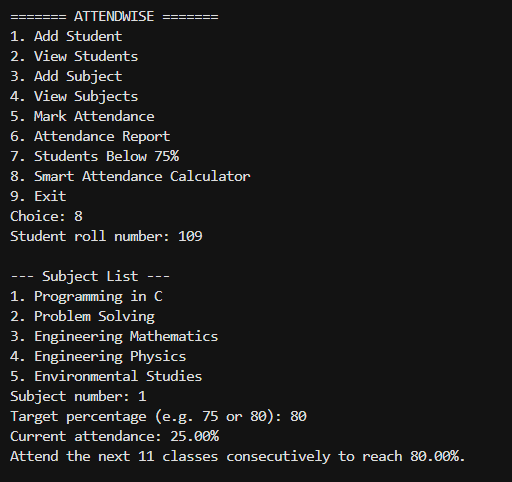 ======= ATTENDWISE =======
1. Add Student
2. View Students
3. Add Subject
4. View Subjects
5. Mark Attendance
6. Attendance Report
7. Students Below 75%
8. Smart Attendance Calculator
9. Exit
Choice: 8
Student roll number: 109

--- Subject List ---
1. Programming in C
2. Problem Solving
3. Engineering Mathematics
4. Engineering Physics
5. Environmental Studies
Subject number: 1
Target percentage (e.g. 75 or 80): 80
Current attendance: 25.00%
Attend the next 11 classes consecutively to reach 80.00%.